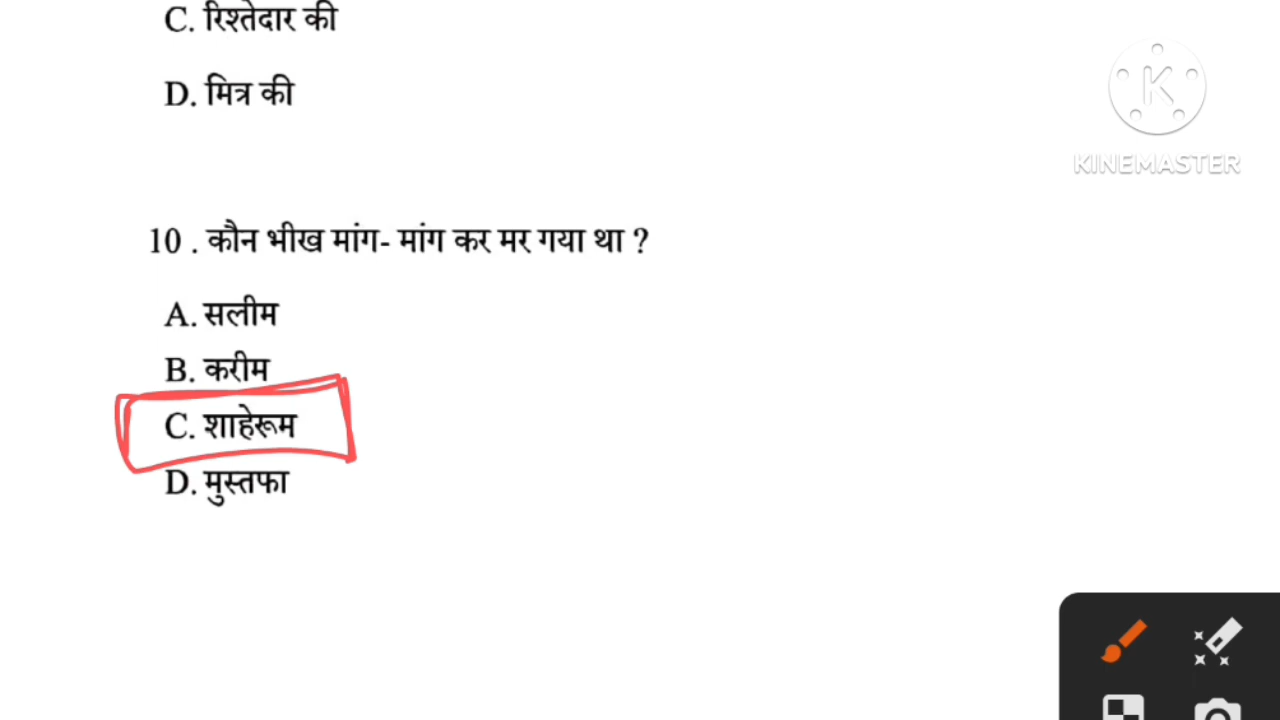 C. रिश्तेदार की
D. मित्र की
KINEMASTER
10 . कौन भीख मांग- मांग कर मर गया था ?
A. सलीम
B. करीम
C. शाहेरूम
D. मुस्तफा